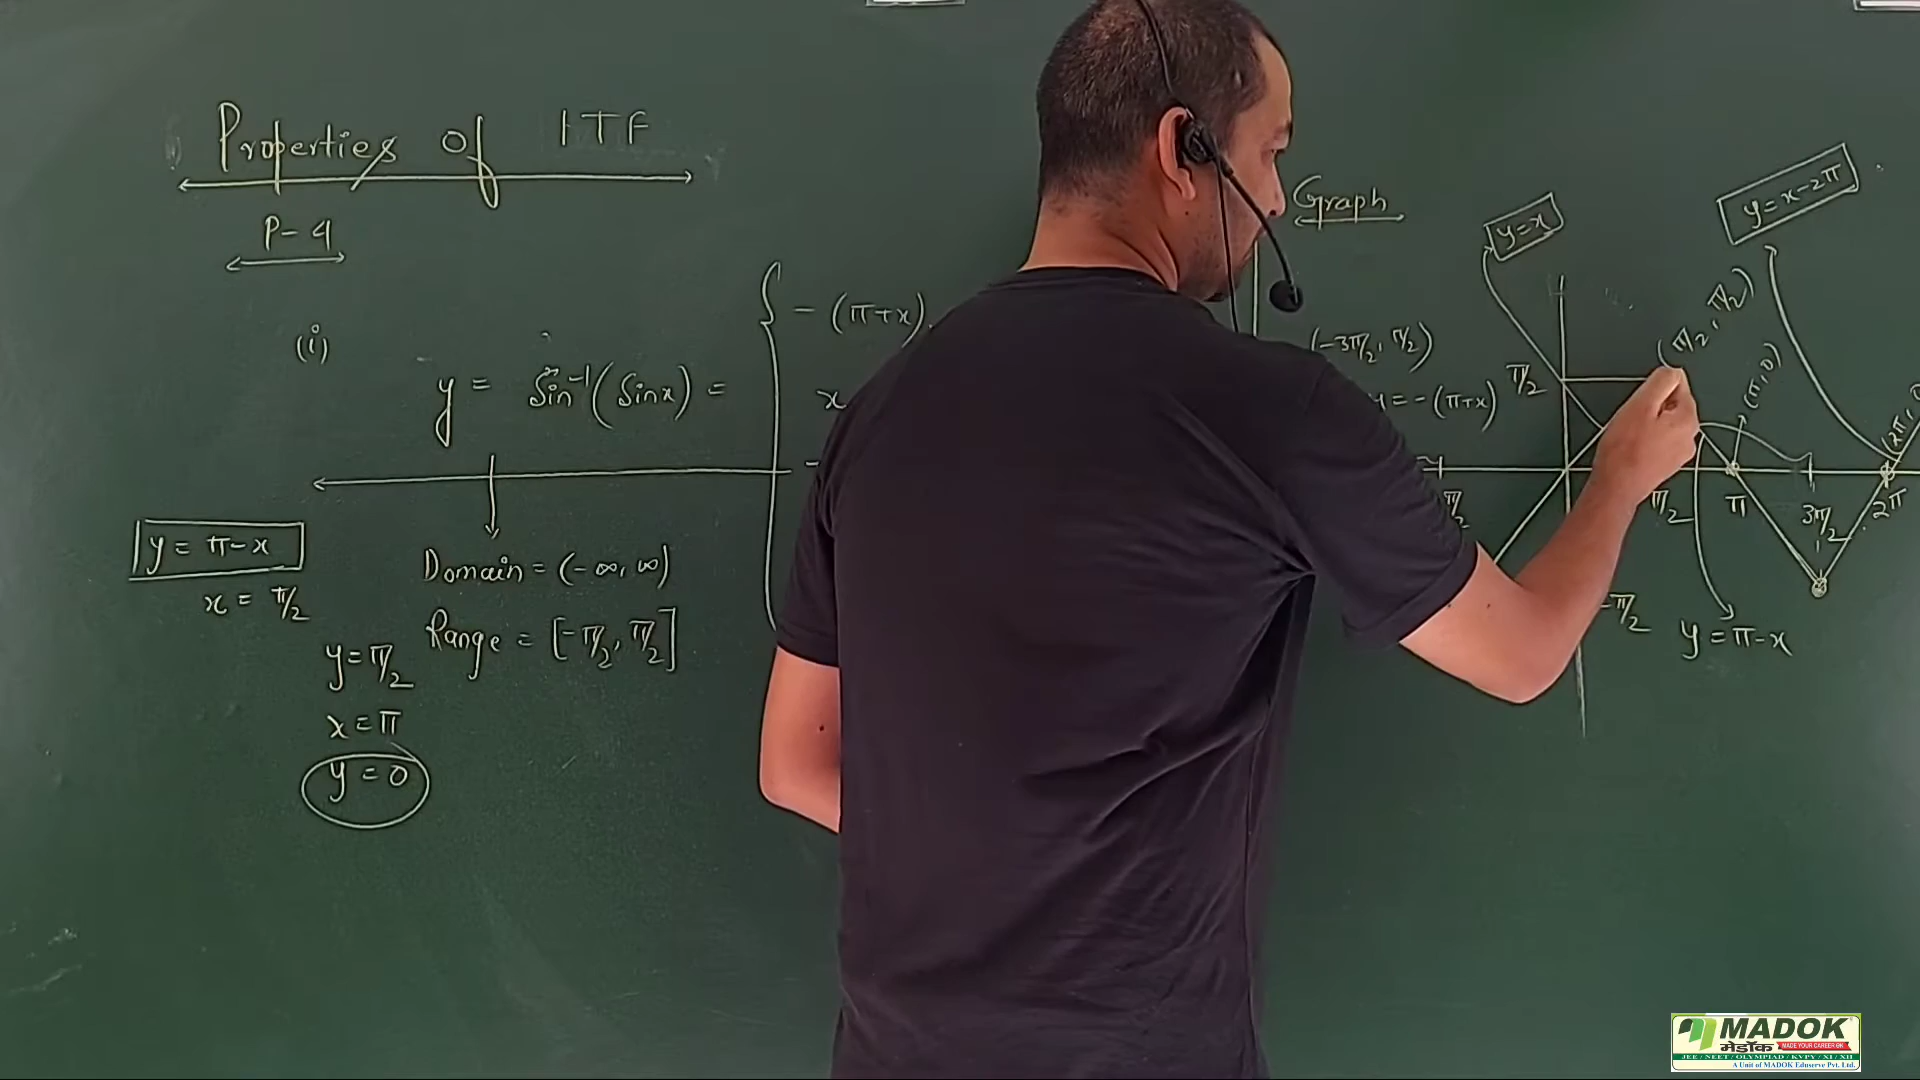 Properties of ITF
P-4
(i)
y = Sin⁻¹(Sinx) =
- (π+x),
x
Domain = (-∞, ∞)
Range = [-π/2, π/2]
y = π-x
x = π/2
y = π/2
x = π
y = 0
Graph
y=x
y=x-2π
(-3π/2, π/2)
y = -(π+x)
π/2
(π/2, π/2)
(π, 0)
π/2
π
3π/2
2π
-π/2
y = π-x
MADOK
मेडॉक MADE YOUR CAREER ON
JEE / NEET / OLYMPIAD / KVPY / XI / XII
A Unit of MADOK Eduserve Pvt. Ltd.